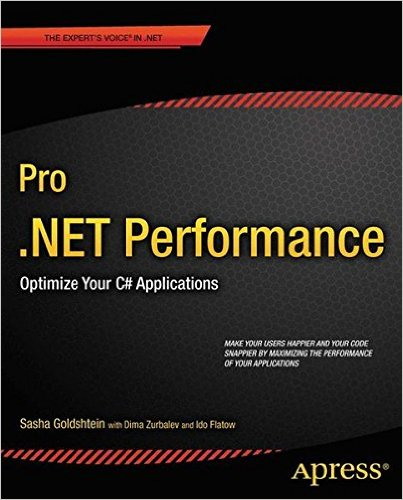 THE EXPERT'S VOICE® IN .NET
Pro
.NET Performance
Optimize Your C# Applications
MAKE YOUR USERS HAPPIER AND YOUR CODE
SNAPPIER BY MAXIMIZING THE PERFORMANCE
OF YOUR APPLICATIONS
Sasha Goldshtein with Dima Zurbalev and Ido Flatow
Apress®